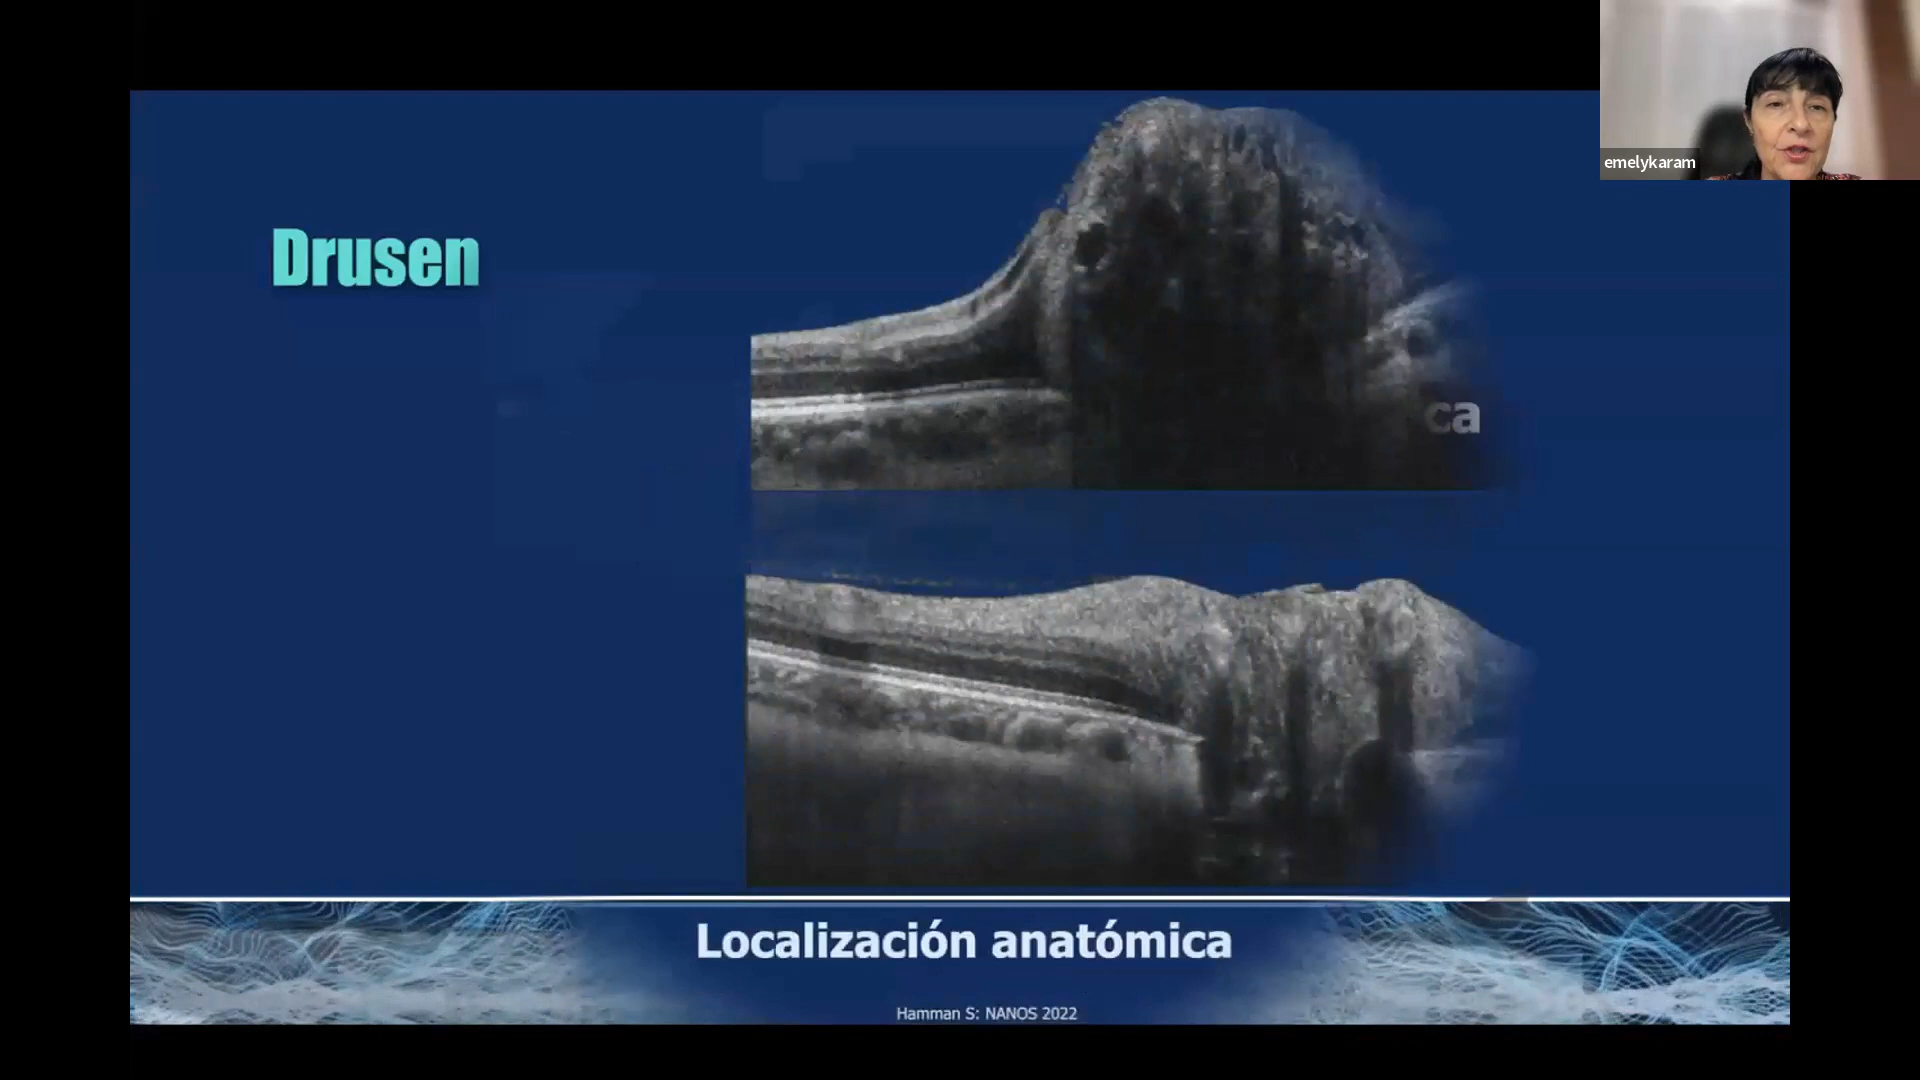 emelykaram
Drusen
ca
Localización anatómica
Hamman S: NANOS 2022